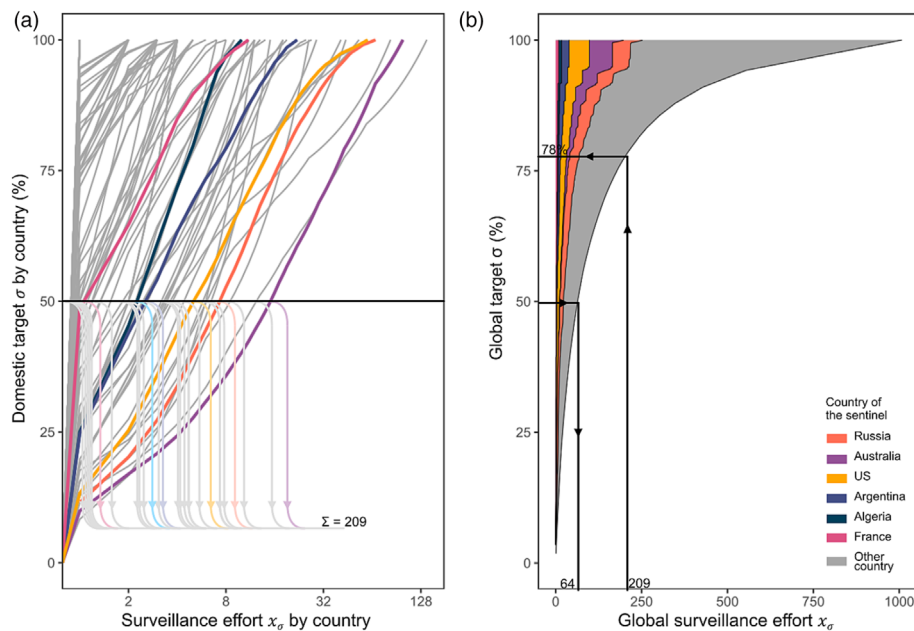 (a)
100
75
50
25
0
Domestic target σ by country (%)
Σ = 209
2
8
32
128
Surveillance effort xσ by country
(b)
100
78%
75
50
25
0
Global target σ (%)
64
209
0
250
500
750
1000
Global surveillance effort xσ
Country of
the sentinel
Russia
Australia
US
Argentina
Algeria
France
Other
country